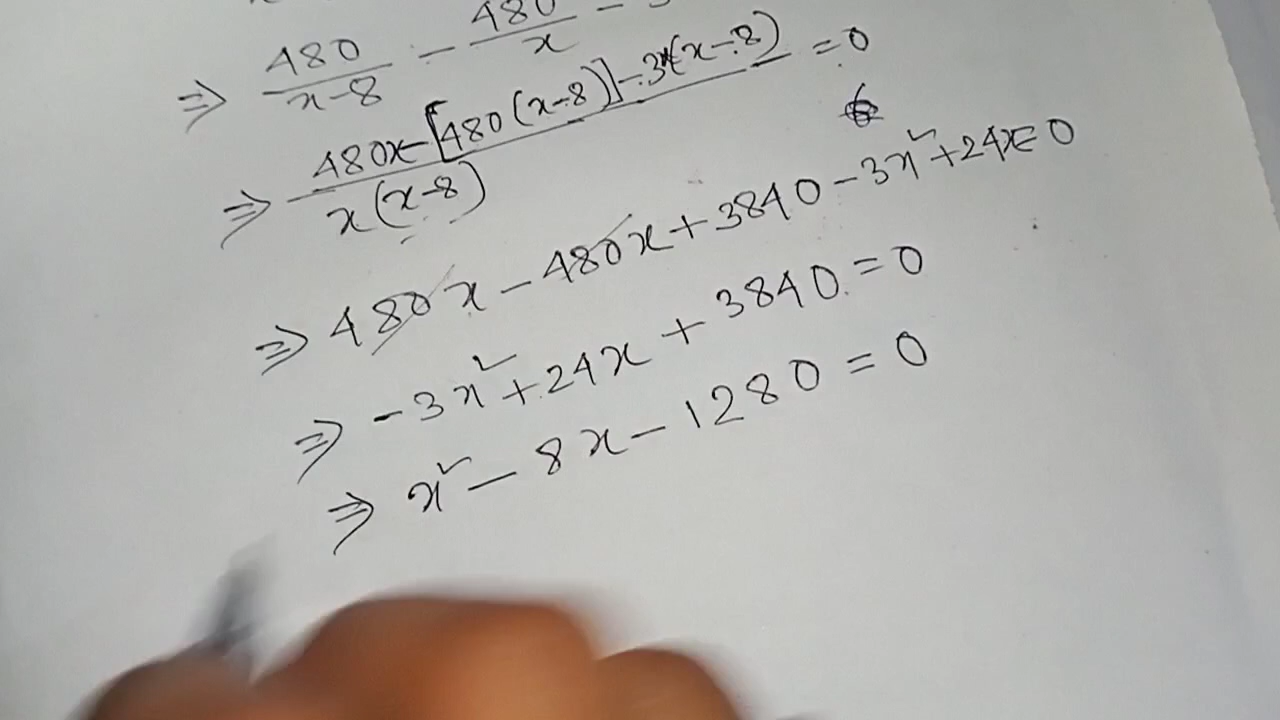 ⇒ 480/(x-8) - 480/x -
⇒ (480x-[480(x-8)]-3x(x-8))/(x(x-8)) = 0
⇒ 480x - 480x + 3840 - 3x² + 24x = 0
⇒ -3x² + 24x + 3840 = 0
⇒ x² - 8x - 1280 = 0